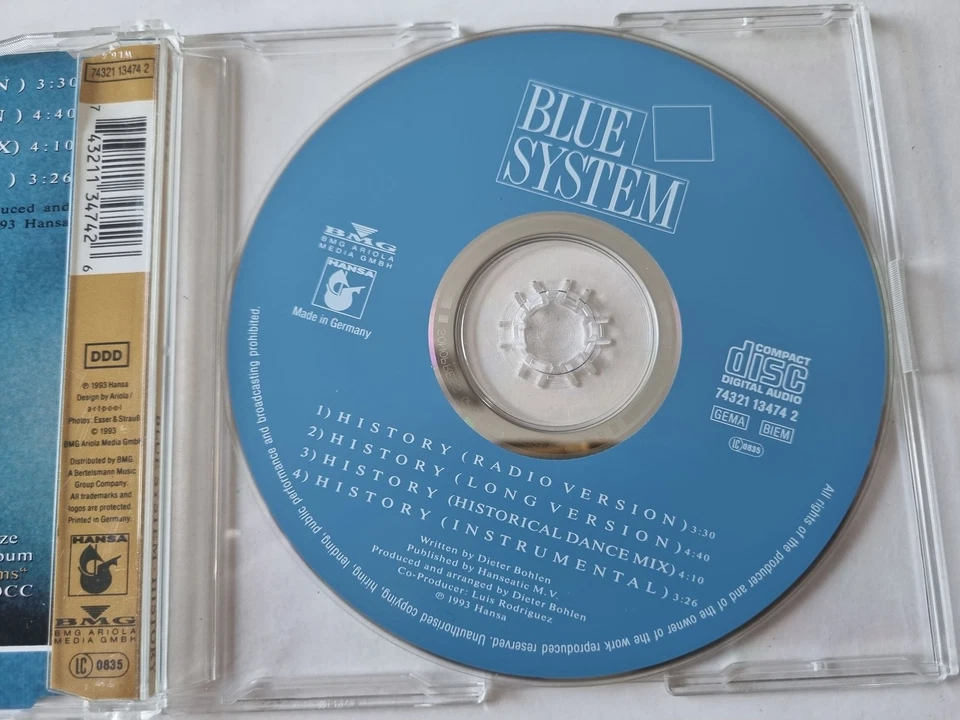 N ) 3:30
N ) 4:40
X) 4:10
) 3:26
uced and
993 Hansa
ze
bum
ms“
OCC
74321 13474 2
7 43211 34742 6
DDD
℗ 1993 Hansa
Design by Ariola /
a·r·t·p·o·o·l
Photos: Esser & Strauß
© 1993
BMG Ariola Media GmbH
Distributed by BMG.
A Bertelsmann Music
Group Company.
All trademarks and
logos are protected.
Printed in Germany.
HANSA
BMG
BMG ARIOLA
MEDIA GMBH
LC 0835
BLUE
SYSTEM
BMG
BMG ARIOLA
MEDIA GMBH
HANSA
Made in Germany
COMPACT
disc
DIGITAL AUDIO
74321 13474 2
GEMA BIEM
LC 0835
1) HISTORY (RADIO VERSION) 3:30
2) HISTORY (LONG VERSION) 4:40
3) HISTORY (HISTORICAL DANCE MIX) 4:10
4) HISTORY (INSTRUMENTAL) 3:26
Written by Dieter Bohlen
Published by Hanseatic M.V.
Produced and arranged by Dieter Bohlen
Co-Producer: Luis Rodriguez
℗ 1993 Hansa
All rights of the producer and of the owner of the work reproduced reserved. Unauthorised copying, hiring, lending, public performance and broadcasting prohibited.